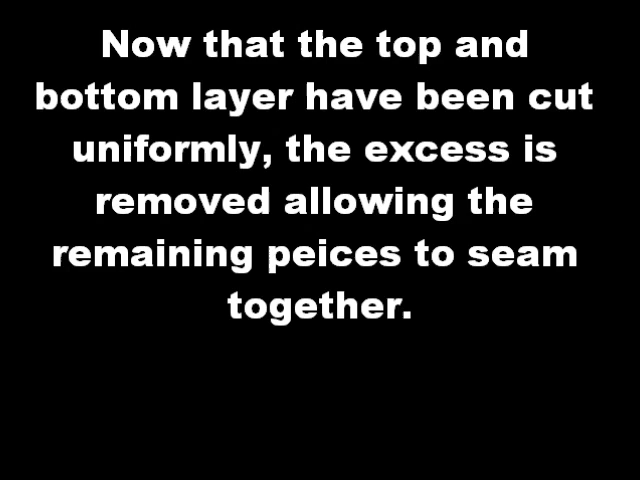 Now that the top and
bottom layer have been cut
uniformly, the excess is
removed allowing the
remaining peices to seam
together.